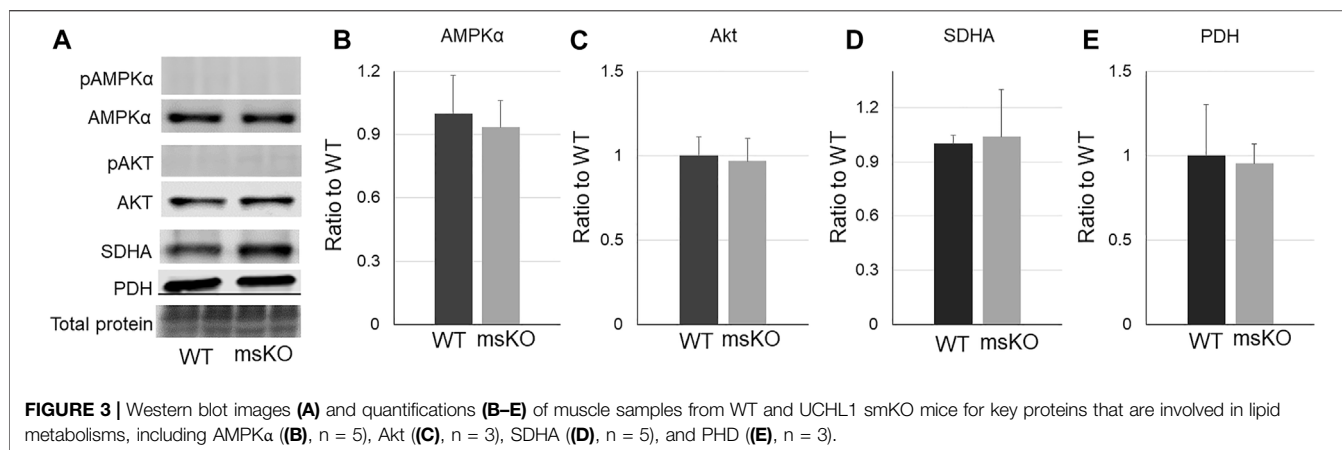 A
pAMPKα
AMPKα
pAKT
AKT
SDHA
PDH
Total protein
WT msKO
B
AMPKα
Ratio to WT
1.2
0.9
0.6
0.3
0
WT msKO
C
Akt
Ratio to WT
1.5
1
0.5
0
WT msKO
D
SDHA
Ratio to WT
1.2
0.9
0.6
0.3
0
WT msKO
E
PDH
Ratio to WT
1.5
1
0.5
0
WT msKO
FIGURE 3 | Western blot images (A) and quantifications (B–E) of muscle samples from WT and UCHL1 smKO mice for key proteins that are involved in lipid
metabolisms, including AMPKα ((B), n = 5), Akt ((C), n = 3), SDHA ((D), n = 5), and PHD ((E), n = 3).